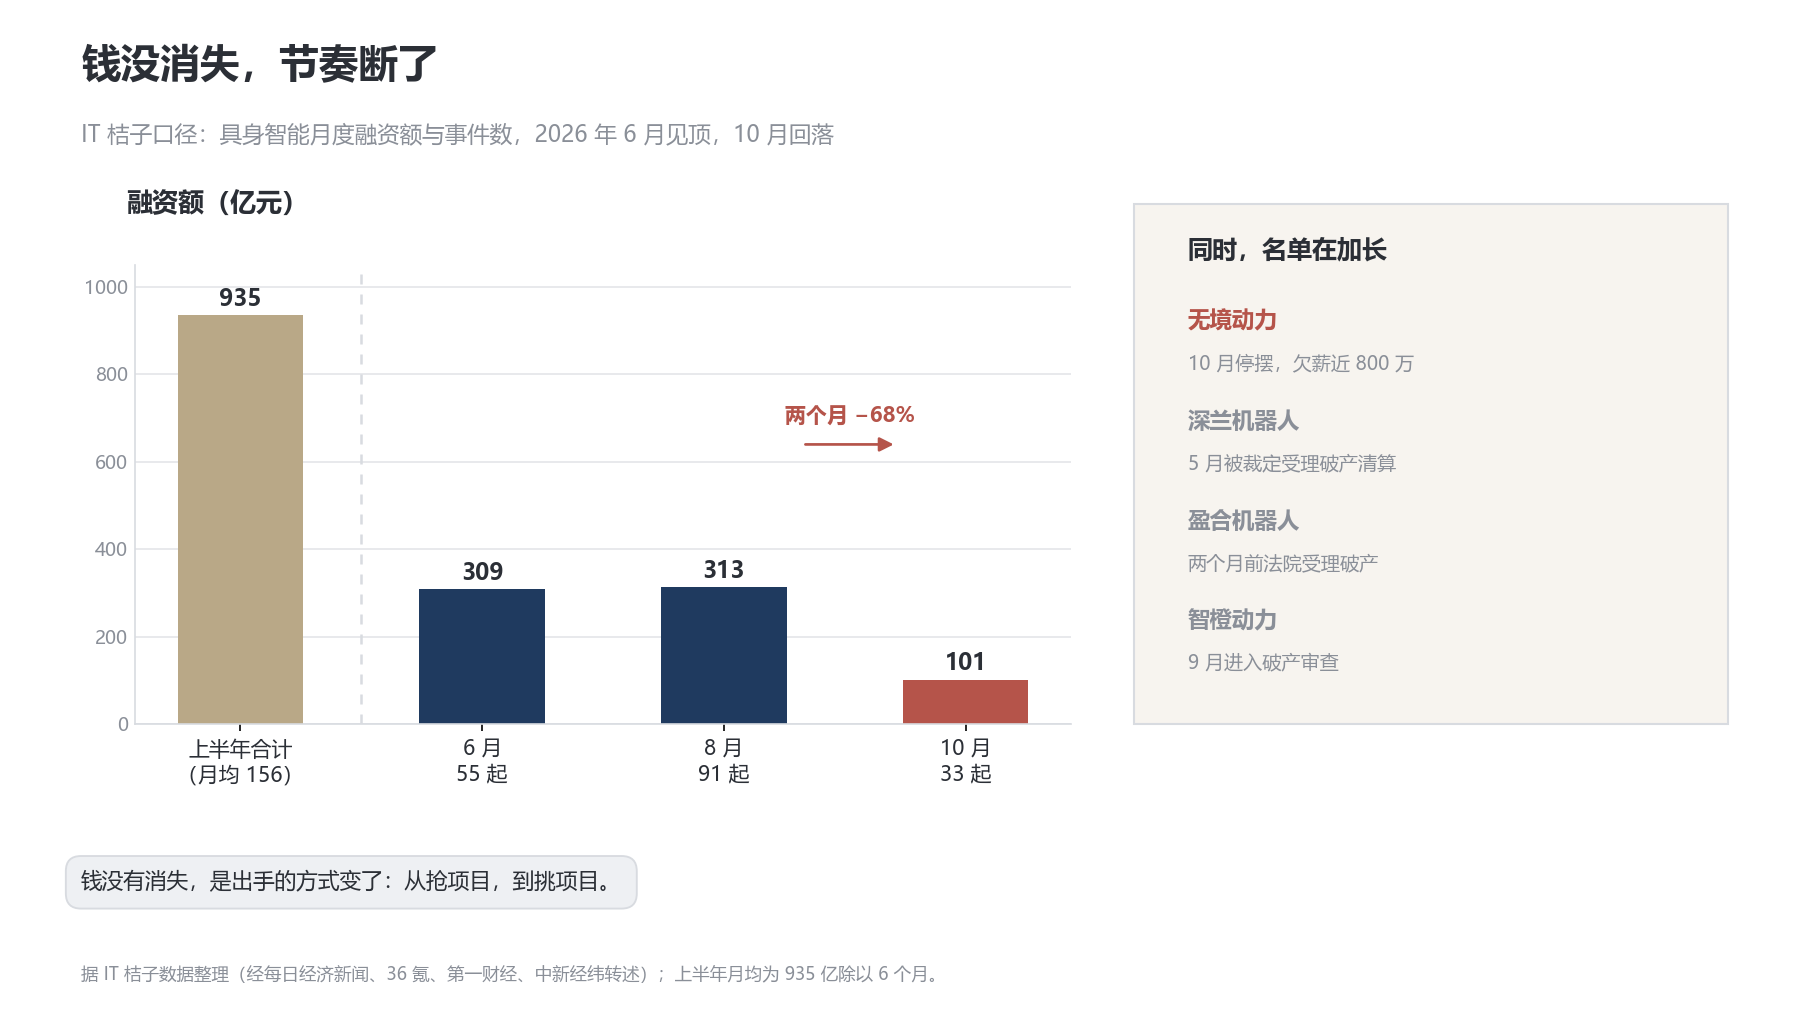 钱没消失，节奏断了
IT 桔子口径：具身智能月度融资额与事件数，2026 年 6 月见顶，10 月回落
融资额（亿元）
1000
800
600
400
200
0
935
309
313
101
两个月 −68%
上半年合计
（月均 156）
6 月
55 起
8 月
91 起
10 月
33 起
同时，名单在加长
无境动力
10 月停摆，欠薪近 800 万
深兰机器人
5 月被裁定受理破产清算
盈合机器人
两个月前法院受理破产
智橙动力
9 月进入破产审查
钱没有消失，是出手的方式变了：从抢项目，到挑项目。
据 IT 桔子数据整理（经每日经济新闻、36 氪、第一财经、中新经纬转述）；上半年月均为 935 亿除以 6 个月。